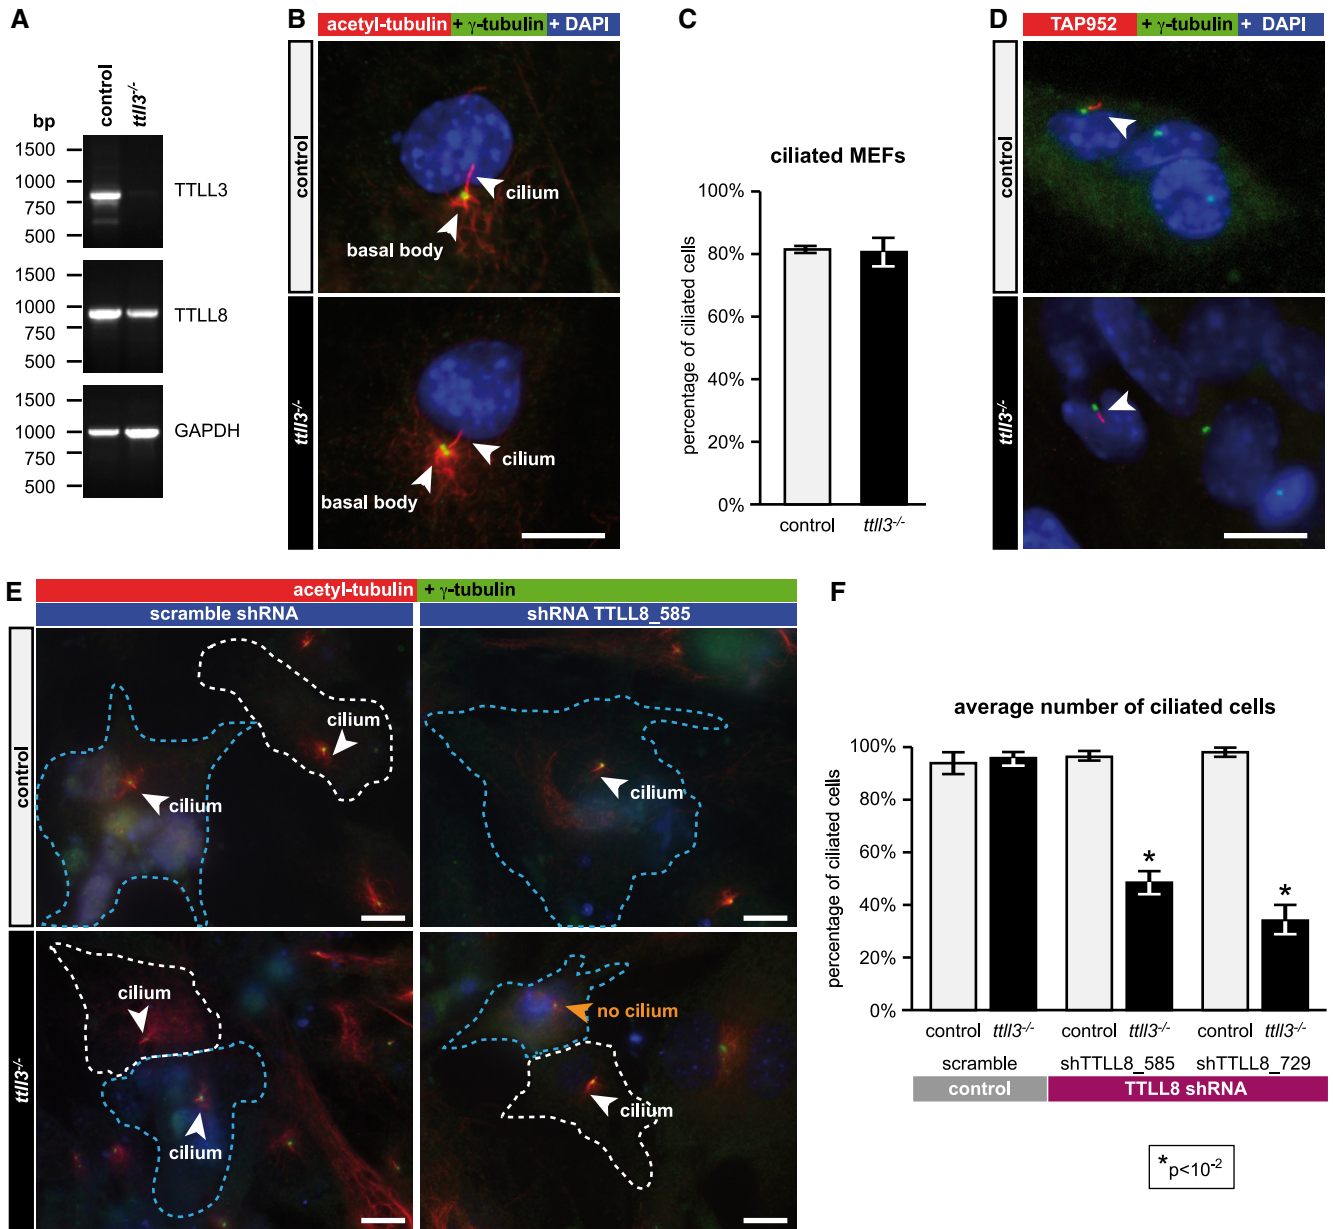 A
control
ttll3-/-
bp
1500
1000
750
500
TTLL3
1500
1000
750
500
TTLL8
1500
1000
750
500
GAPDH
B
acetyl-tubulin + γ-tubulin + DAPI
control
cilium
basal body
ttll3-/-
cilium
basal body
C
ciliated MEFs
percentage of ciliated cells
100%
80%
60%
40%
20%
0%
control
ttll3-/-
D
TAP952 + γ-tubulin + DAPI
control
ttll3-/-
E
acetyl-tubulin + γ-tubulin
scramble shRNA
shRNA TTLL8_585
control
cilium
cilium
cilium
ttll3-/-
cilium
cilium
no cilium
cilium
F
average number of ciliated cells
percentage of ciliated cells
100%
80%
60%
40%
20%
0%
*
*
control ttll3-/- control ttll3-/- control ttll3-/-
scramble shTTLL8_585 shTTLL8_729
control TTLL8 shRNA
*p<10-2